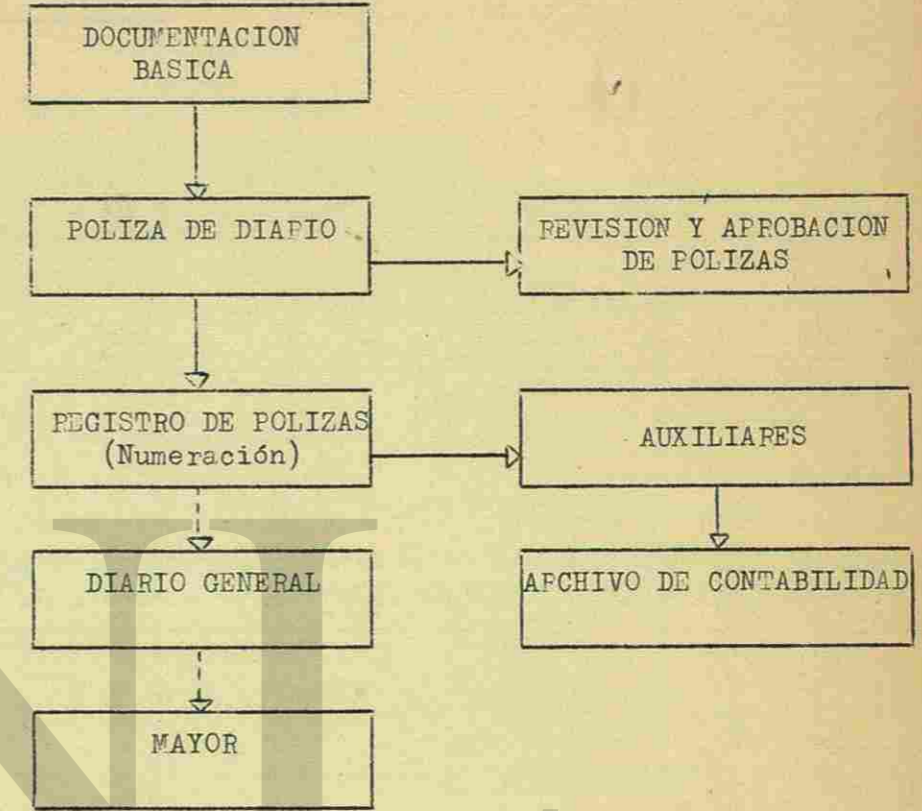 DOCUMENTACION
BASICA
POLIZA DE DIARIO
REVISION Y APROBACION
DE POLIZAS
REGISTRO DE POLIZAS
(Numeración)
AUXILIARES
DIARIO GENERAL
ARCHIVO DE CONTABILIDAD
MAYOR